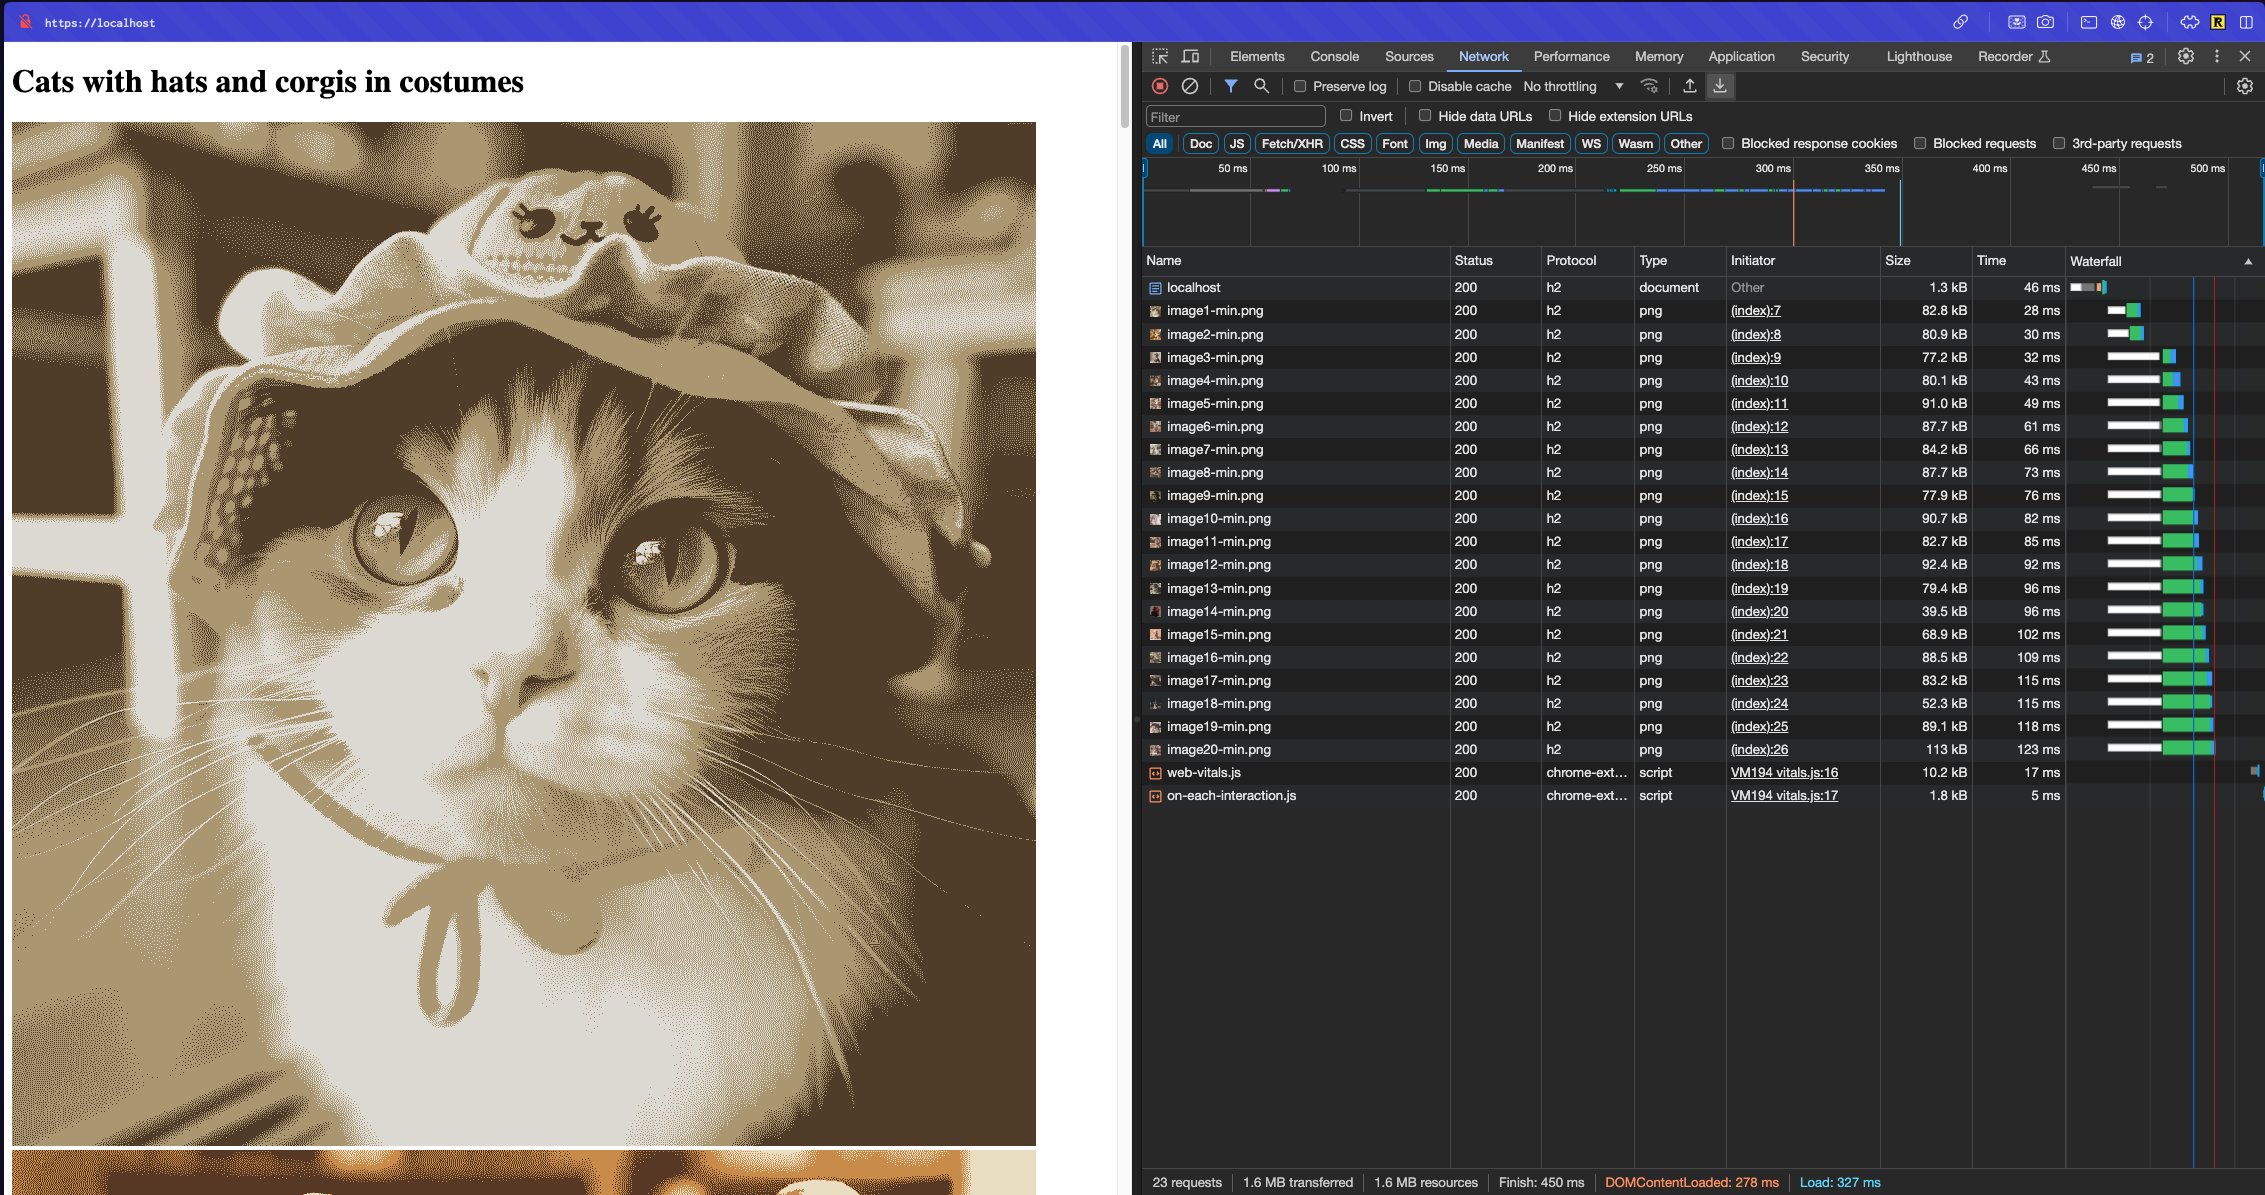 https://localhost
Cats with hats and corgis in costumes
Elements Console Sources Network Performance Memory Application Security Lighthouse Recorder 2
Preserve log Disable cache No throttling
Filter Invert Hide data URLs Hide extension URLs
All Doc JS Fetch/XHR CSS Font Img Media Manifest WS Wasm Other Blocked response cookies Blocked requests 3rd-party requests
50 ms 100 ms 150 ms 200 ms 250 ms 300 ms 350 ms 400 ms 450 ms 500 ms
Name Status Protocol Type Initiator Size Time Waterfall
localhost 200 h2 document Other 1.3 kB 46 ms
image1-min.png 200 h2 png (index):7 82.8 kB 28 ms
image2-min.png 200 h2 png (index):8 80.9 kB 30 ms
image3-min.png 200 h2 png (index):9 77.2 kB 32 ms
image4-min.png 200 h2 png (index):10 80.1 kB 43 ms
image5-min.png 200 h2 png (index):11 91.0 kB 49 ms
image6-min.png 200 h2 png (index):12 87.7 kB 61 ms
image7-min.png 200 h2 png (index):13 84.2 kB 66 ms
image8-min.png 200 h2 png (index):14 87.7 kB 73 ms
image9-min.png 200 h2 png (index):15 77.9 kB 76 ms
image10-min.png 200 h2 png (index):16 90.7 kB 82 ms
image11-min.png 200 h2 png (index):17 82.7 kB 85 ms
image12-min.png 200 h2 png (index):18 92.4 kB 92 ms
image13-min.png 200 h2 png (index):19 79.4 kB 96 ms
image14-min.png 200 h2 png (index):20 39.5 kB 96 ms
image15-min.png 200 h2 png (index):21 68.9 kB 102 ms
image16-min.png 200 h2 png (index):22 88.5 kB 109 ms
image17-min.png 200 h2 png (index):23 83.2 kB 115 ms
image18-min.png 200 h2 png (index):24 52.3 kB 115 ms
image19-min.png 200 h2 png (index):25 89.1 kB 118 ms
image20-min.png 200 h2 png (index):26 113 kB 123 ms
web-vitals.js 200 chrome-ext... script VM194 vitals.js:16 10.2 kB 17 ms
on-each-interaction.js 200 chrome-ext... script VM194 vitals.js:17 1.8 kB 5 ms
23 requests 1.6 MB transferred 1.6 MB resources Finish: 450 ms DOMContentLoaded: 278 ms Load: 327 ms